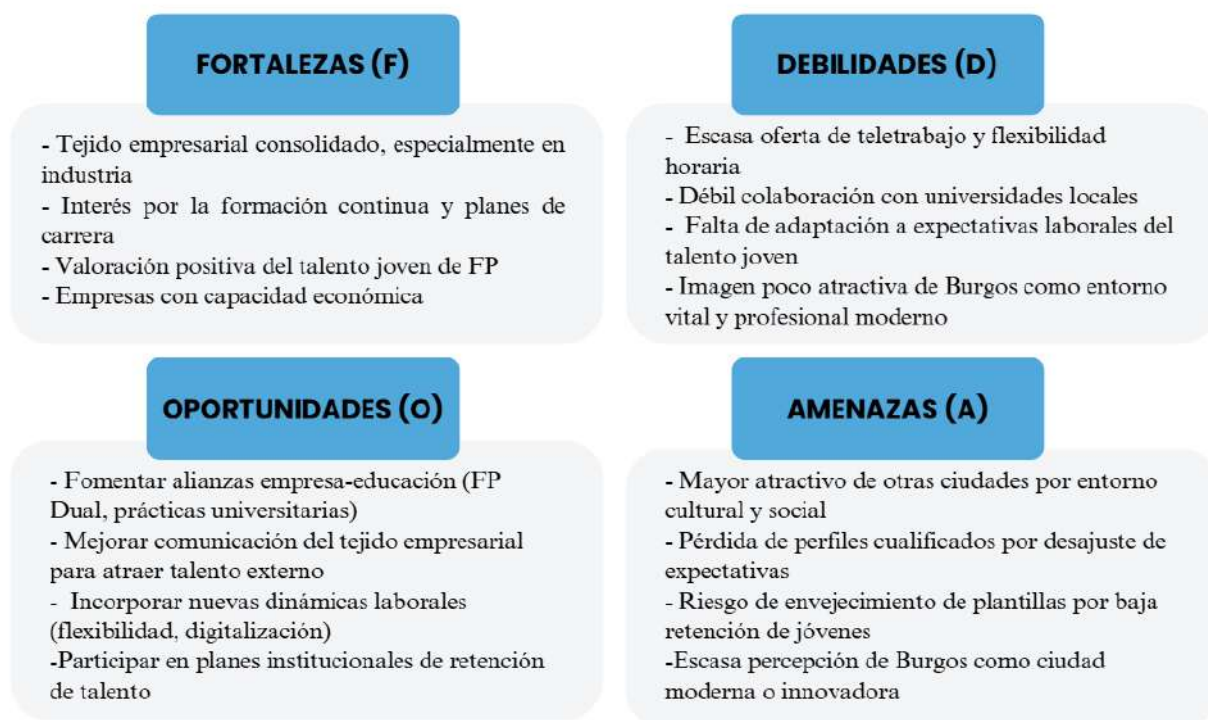 FORTALEZAS (F)
- Tejido empresarial consolidado, especialmente en
industria
- Interés por la formación continua y planes de
carrera
- Valoración positiva del talento joven de FP
- Empresas con capacidad económica
DEBILIDADES (D)
- Escasa oferta de teletrabajo y flexibilidad
horaria
- Débil colaboración con universidades locales
- Falta de adaptación a expectativas laborales del
talento joven
- Imagen poco atractiva de Burgos como entorno
vital y profesional moderno
OPORTUNIDADES (O)
- Fomentar alianzas empresa-educación (FP
Dual, prácticas universitarias)
- Mejorar comunicación del tejido empresarial
para atraer talento externo
- Incorporar nuevas dinámicas laborales
(flexibilidad, digitalización)
-Participar en planes institucionales de retención
de talento
AMENAZAS (A)
- Mayor atractivo de otras ciudades por entorno
cultural y social
- Pérdida de perfiles cualificados por desajuste de
expectativas
- Riesgo de envejecimiento de plantillas por baja
retención de jóvenes
-Escasa percepción de Burgos como ciudad
moderna o innovadora